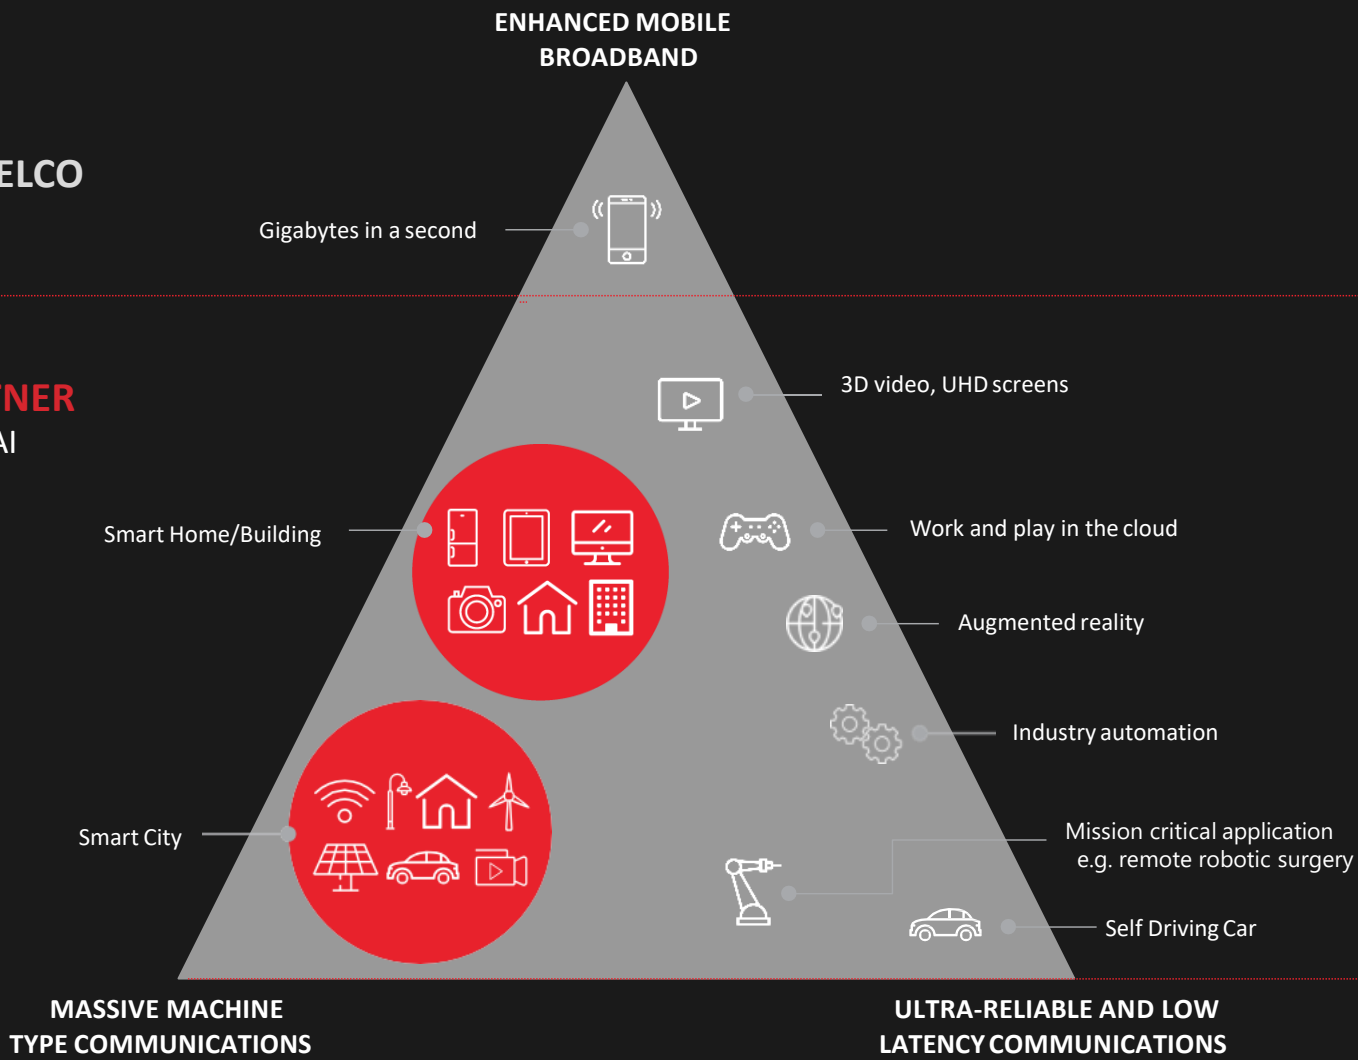 ENHANCED MOBILE
BROADBAND
ELCO
Gigabytes in a second
3D video, UHD screens
TNER
AI
Smart Home/Building
Work and play in the cloud
Augmented reality
Industry automation
Smart City
Mission critical application
e.g. remote robotic surgery
Self Driving Car
MASSIVE MACHINE
TYPE COMMUNICATIONS
ULTRA-RELIABLE AND LOW
LATENCY COMMUNICATIONS